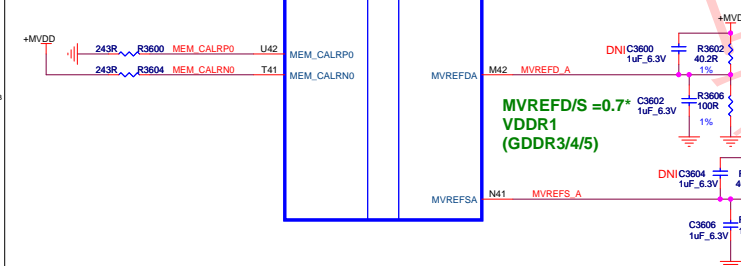 +MVDD
243R R3600 MEM_CALRP0 U42 MEM_CALRP0
243R R3604 MEM_CALRN0 T41 MEM_CALRN0
MVREFDA M42 MVREFD_A
DNI C3600
1uF_6.3V
R3602
40.2R
1%
C3602
1uF_6.3V
R3606
100R
1%
MVREFD/S =0.7*
VDDR1
(GDDR3/4/5)
DNI C3604
1uF_6.3V
MVREFSA N41 MVREFS_A
C3606
1uF_6.3V